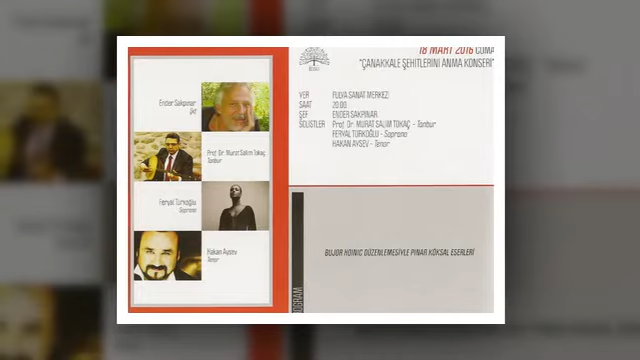 Ender Sakpınar
Şef
Prof. Dr. Murat Salim Tokaç
Tanbur
Feryal Türkoğlu
Soprano
Hakan Aysev
Tenor
18 MART 2016 CUMA
"ÇANAKKALE ŞEHİTLERİNİ ANMA KONSERİ"
YER FULYA SANAT MERKEZİ
SAAT 20.00
ŞEF ENDER SAKPINAR
SOLİSTLER Prof. Dr. MURAT SALİM TOKAÇ - Tanbur
FERYAL TÜRKOĞLU - Soprano
HAKAN AYSEV - Tenor
BUJOR HOINIC DÜZENLEMESİYLE PINAR KÖKSAL ESERLERİ
OGRAM